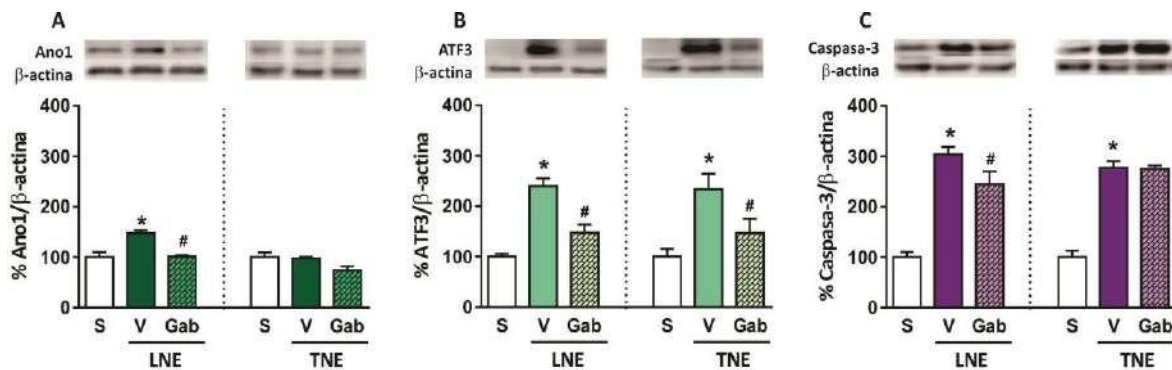 A
Ano1
β-actina
% Ano1/β-actina
400
300
200
100
0
*
#
S V Gab S V Gab
LNE TNE
B
ATF3
β-actina
% ATF3/β-actina
400
300
200
100
0
*
#
*
#
S V Gab S V Gab
LNE TNE
C
Caspasa-3
β-actina
% Caspasa-3/β-actina
400
300
200
100
0
*
#
*
S V Gab S V Gab
LNE TNE